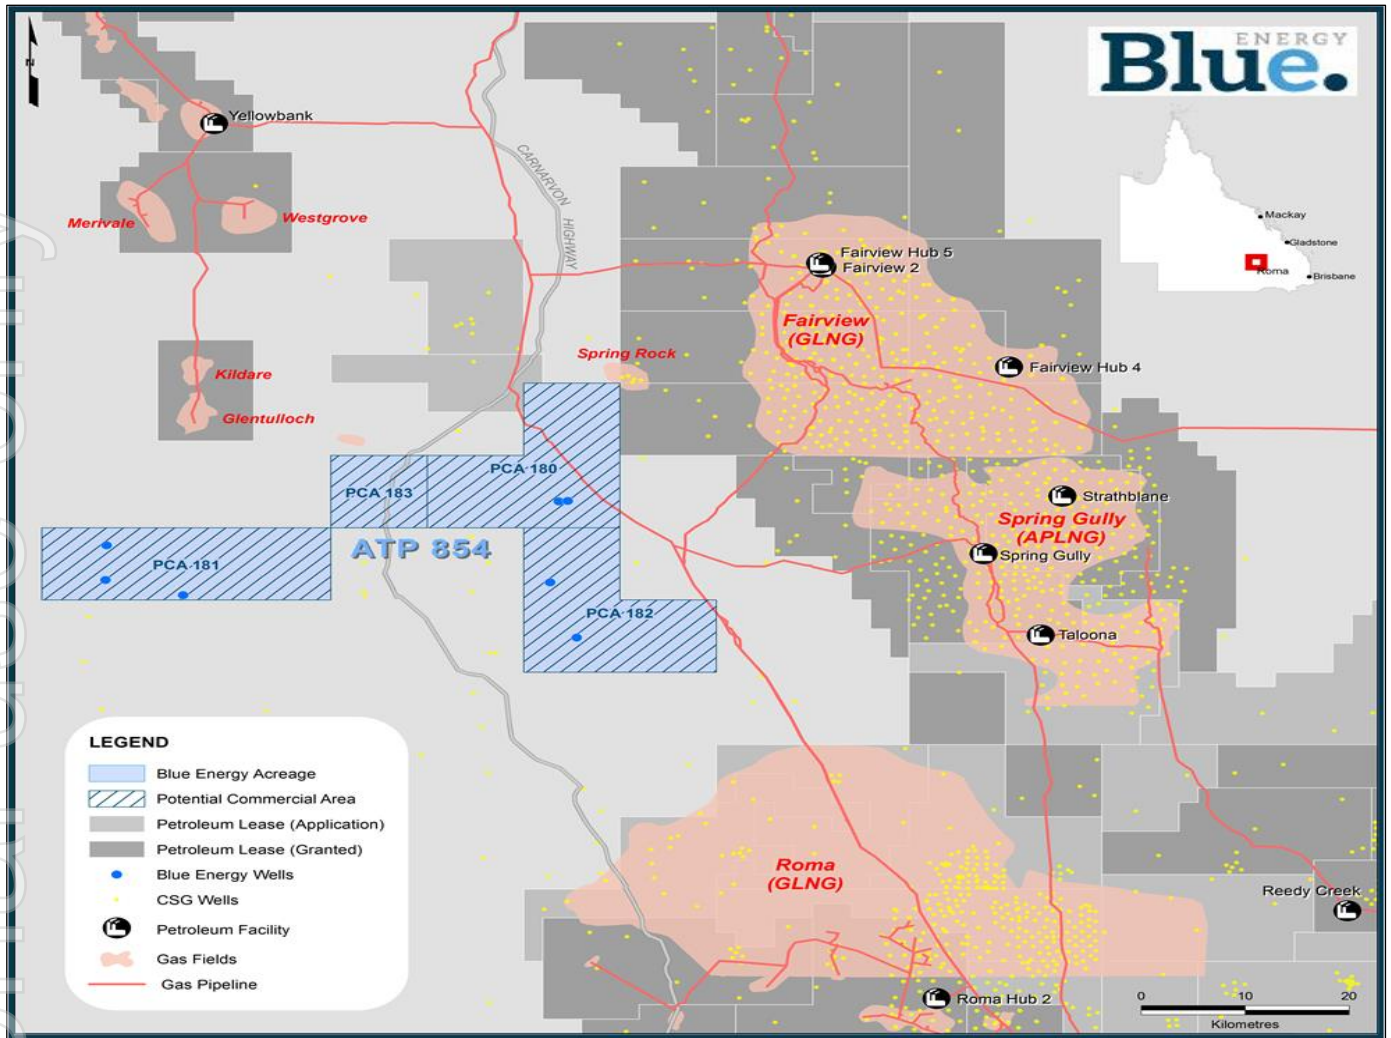 ENERGY
Blue.
N
Yellowbank
CARNARVON HIGHWAY
Merivale
Westgrove
Mackay
Gladstone
Roma
Brisbane
Fairview Hub 5
Fairview 2
Fairview
(GLNG)
Spring Rock
Fairview Hub 4
Kildare
Glentulloch
PCA 180
PCA 183
Strathblane
Spring Gully
(APLNG)
ATP 854
Spring Gully
PCA 181
PCA 182
Taloona
LEGEND
Blue Energy Acreage
Potential Commercial Area
Petroleum Lease (Application)
Petroleum Lease (Granted)
Blue Energy Wells
CSG Wells
Petroleum Facility
Gas Fields
Gas Pipeline
Roma
(GLNG)
Reedy Creek
Roma Hub 2
0 10 20
Kilometres